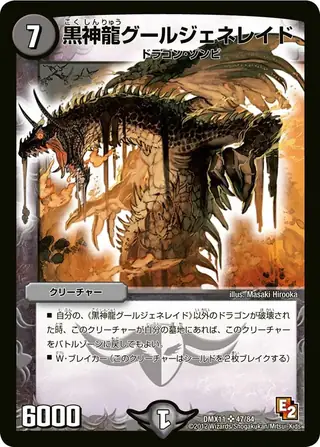 7
こくしんりゅう
黒神龍グールジェネレイド
ドラゴン・ゾンビ
illus. Masaki Hirooka
クリーチャー
■ 自分の、《黒神龍グールジェネレイド》以外のドラゴンが破壊された時、このクリーチャーが自分の墓地にあれば、このクリーチャーをバトルゾーンに戻してもよい。
■ W・ブレイカー(このクリーチャーはシールドを2枚ブレイクする)
6000
DMX11 47/84
©2012 Wizards/Shogakukan/Mitsui-Kids
E2